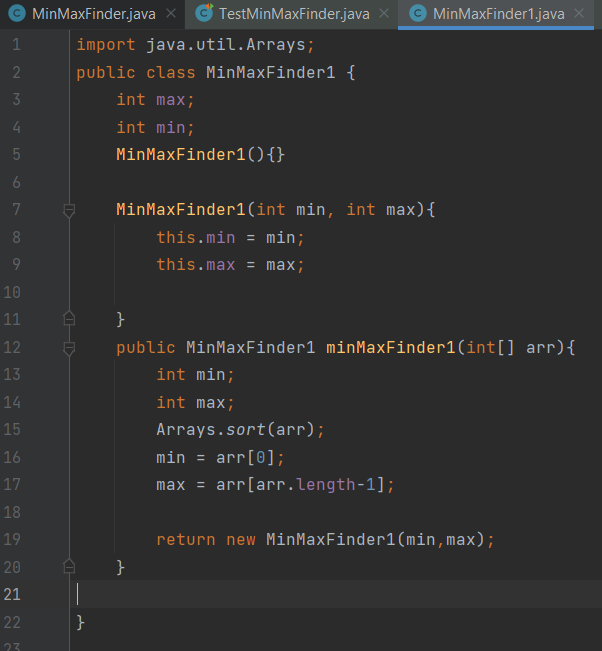 MinMaxFinder.java TestMinMaxFinder.java MinMaxFinder1.java
1 import java.util.Arrays;
2 public class MinMaxFinder1 {
3 int max;
4 int min;
5 MinMaxFinder1(){}
6
7 MinMaxFinder1(int min, int max){
8 this.min = min;
9 this.max = max;
10
11 }
12 public MinMaxFinder1 minMaxFinder1(int[] arr){
13 int min;
14 int max;
15 Arrays.sort(arr);
16 min = arr[0];
17 max = arr[arr.length-1];
18
19 return new MinMaxFinder1(min,max);
20 }
21
22 }
23